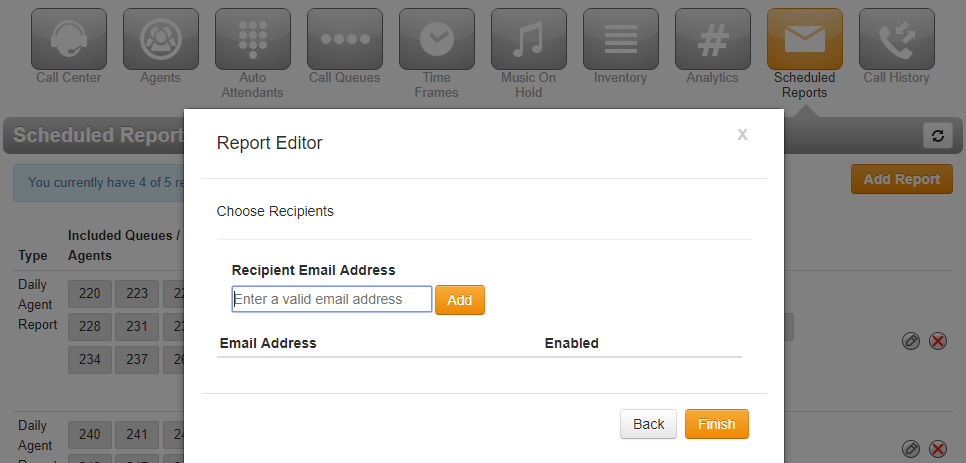 Call Center
Agents
Auto
Attendants
Call Queues
Time
Frames
Music On
Hold
Inventory
Analytics
Scheduled
Reports
Call History
Scheduled Report
You currently have 4 of 5 re
Add Report
Report Editor
x
Choose Recipients
Recipient Email Address
Enter a valid email address
Add
Email Address
Enabled
Back
Finish
Type
Included Queues /
Agents
Daily
Agent
Report
220 223 22
228 231 23
234 237 26
Daily
Agent
240 241 24